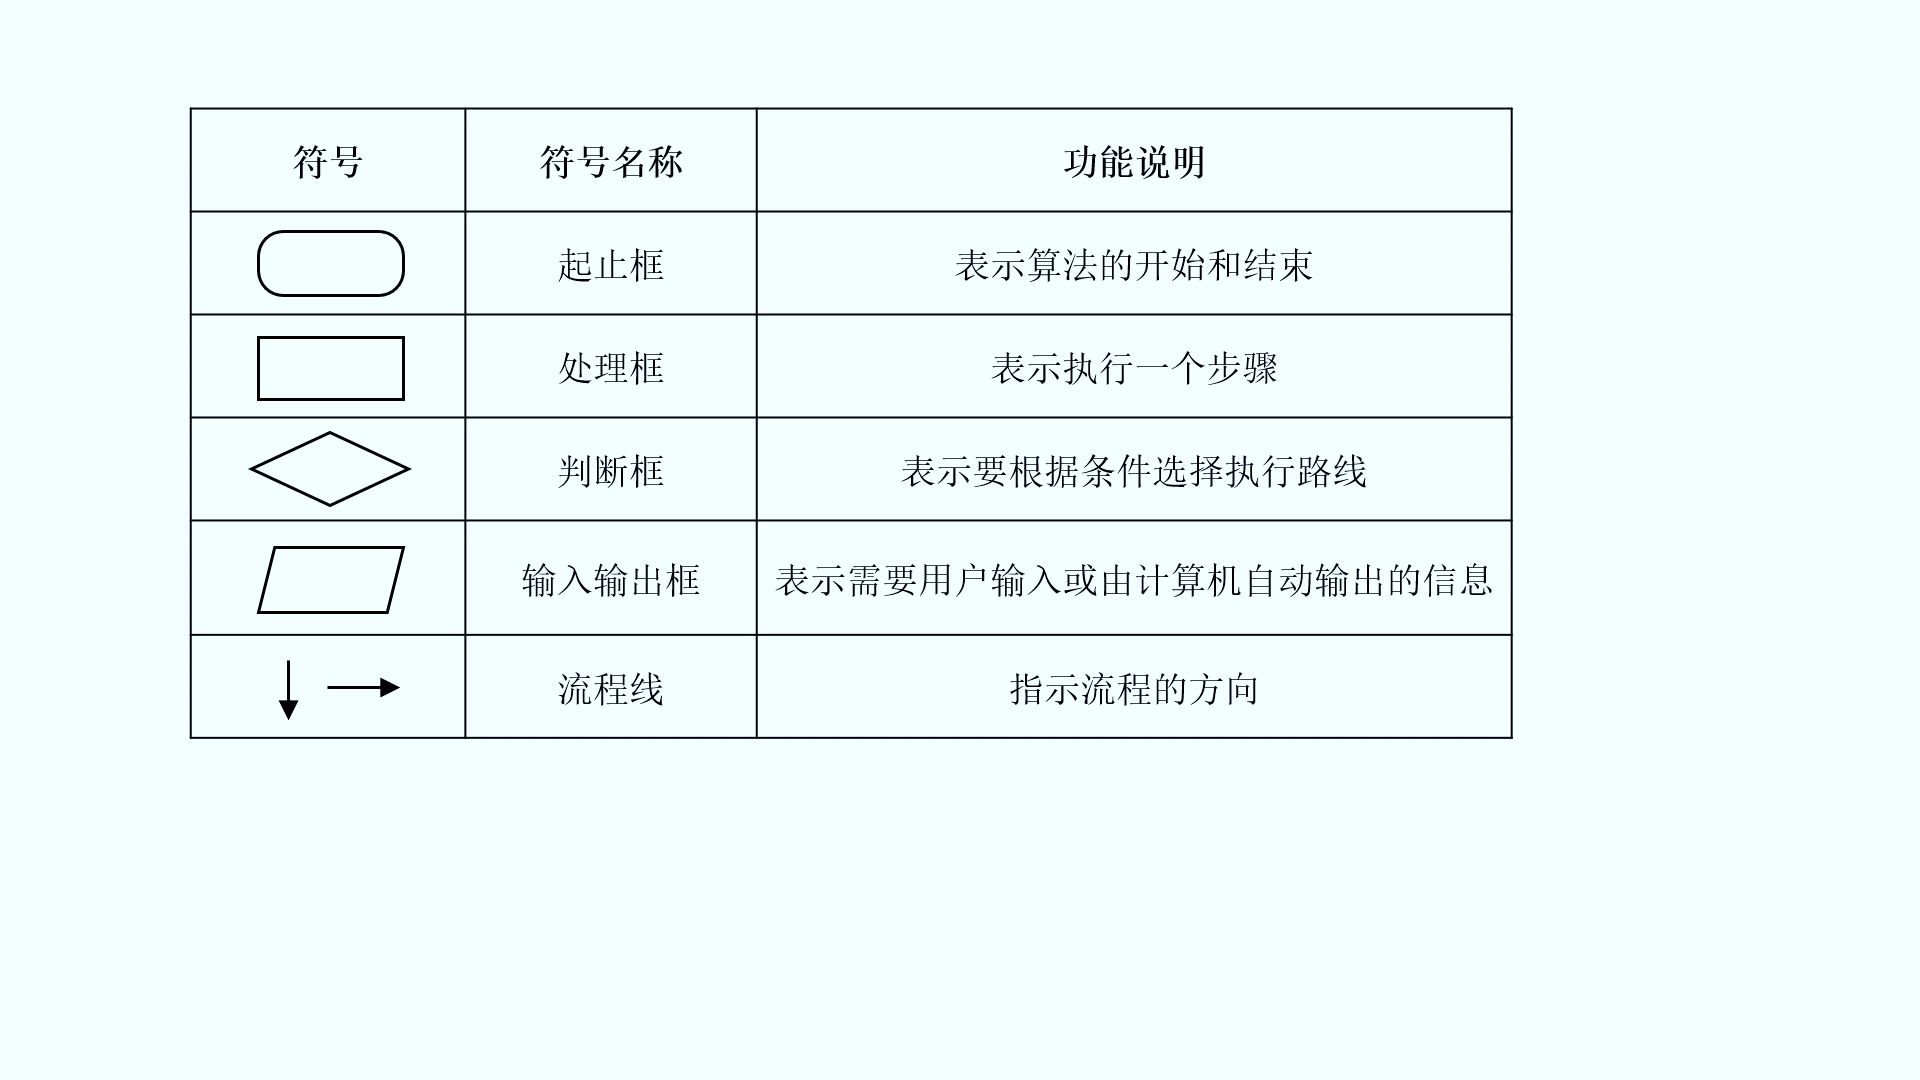 符号 符号名称 功能说明
起止框 表示算法的开始和结束
处理框 表示执行一个步骤
判断框 表示要根据条件选择执行路线
输入输出框 表示需要用户输入或由计算机自动输出的信息
流程线 指示流程的方向